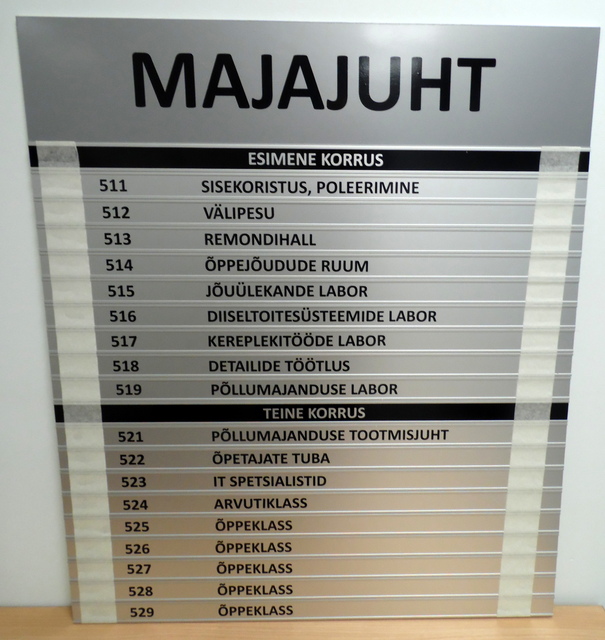 MAJAJUHT
ESIMENE KORRUS
511 SISEKORISTUS, POLEERIMINE
512 VÄLIPESU
513 REMONDIHALL
514 ÕPPEJÕUDUDE RUUM
515 JÕUÜLEKANDE LABOR
516 DIISELTOITESÜSTEEMIDE LABOR
517 KEREPLEKITÖÖDE LABOR
518 DETAILIDE TÖÖTLUS
519 PÕLLUMAJANDUSE LABOR
TEINE KORRUS
521 PÕLLUMAJANDUSE TOOTMISJUHT
522 ÕPETAJATE TUBA
523 IT SPETSIALISTID
524 ARVUTIKLASS
525 ÕPPEKLASS
526 ÕPPEKLASS
527 ÕPPEKLASS
528 ÕPPEKLASS
529 ÕPPEKLASS